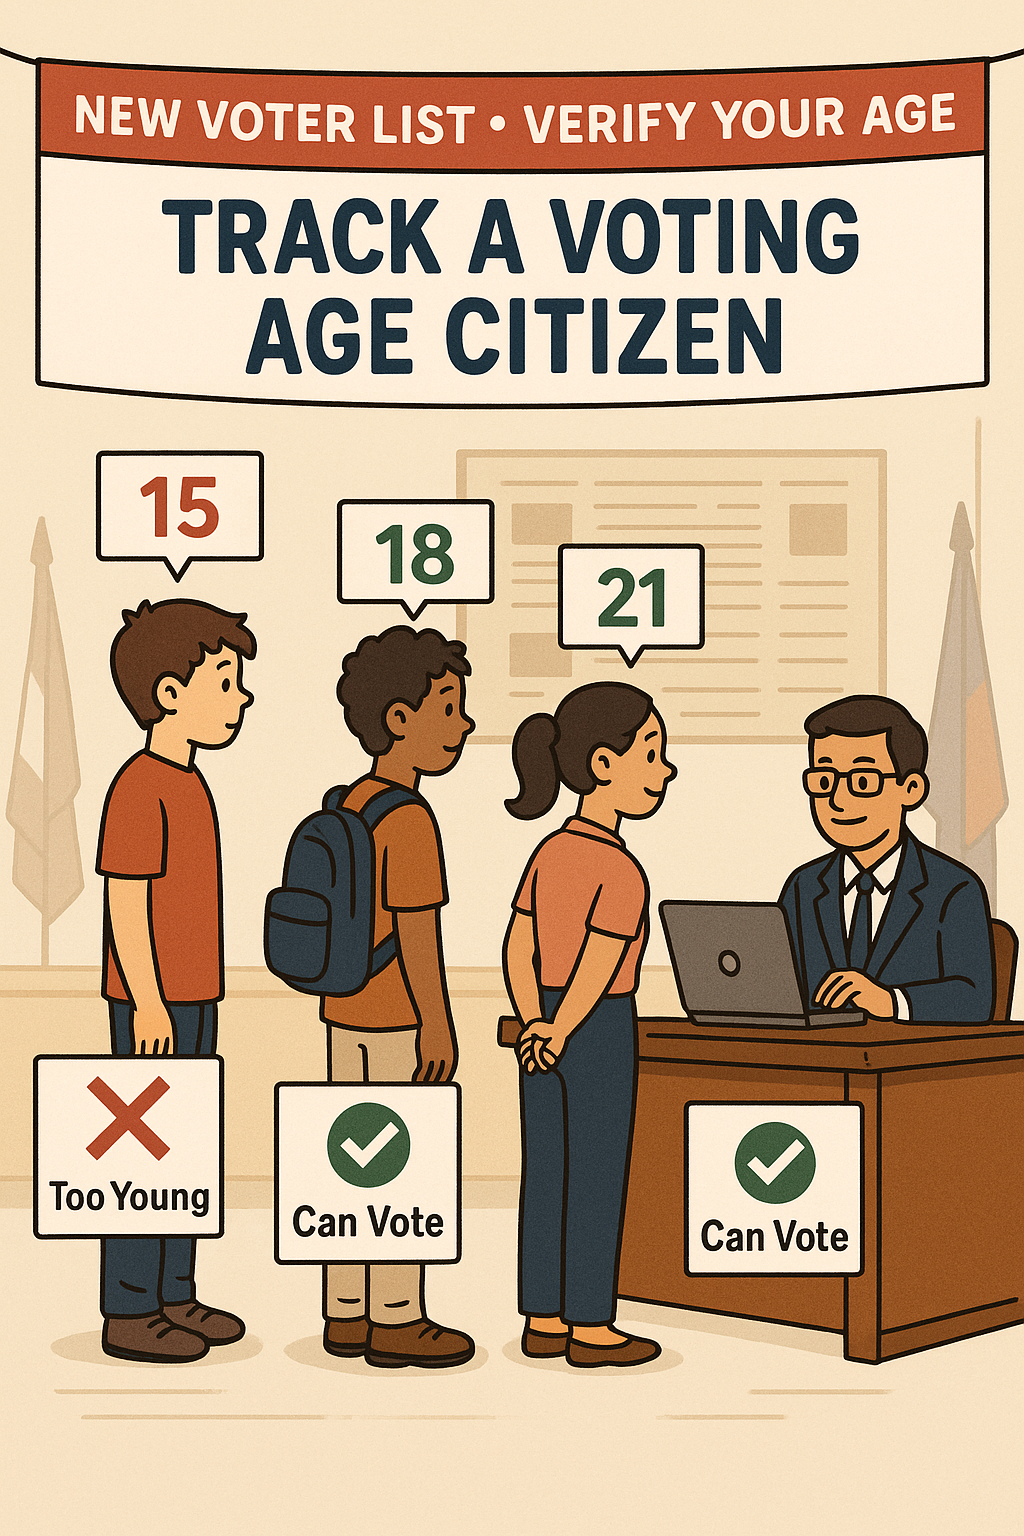 NEW VOTER LIST • VERIFY YOUR AGE
TRACK A VOTING
AGE CITIZEN
15
18
21
Too Young
Can Vote
Can Vote